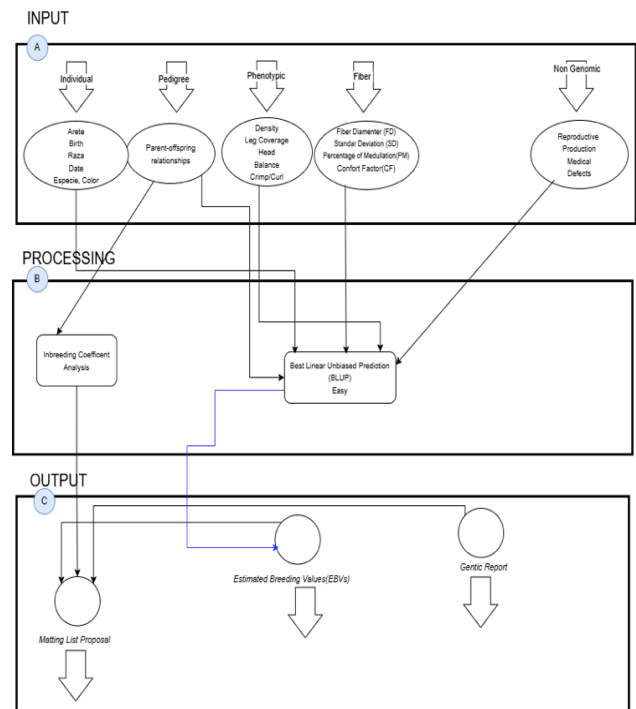 INPUT
A
Individual
Pedigree
Phenotypic
Fiber
Non Genomic
Arete
Birth
Raza
Date
Especie, Color
Parent-offspring
relationships
Density
Leg Coverage
Head
Balance
Crimp/Curl
Fiber Diamenter (FD)
Standar Deviation (SD)
Percentage of Medulation(PM)
Confort Factor(CF)
Reproductive
Production
Medical
Defects
PROCESSING
B
Inbreeding Coefficent
Analysis
Best Linear Unbiased Prediction
(BLUP)
Easy
OUTPUT
C
Estimated Breeding Values(EBVs)
Gentic Report
Matting List Proposal